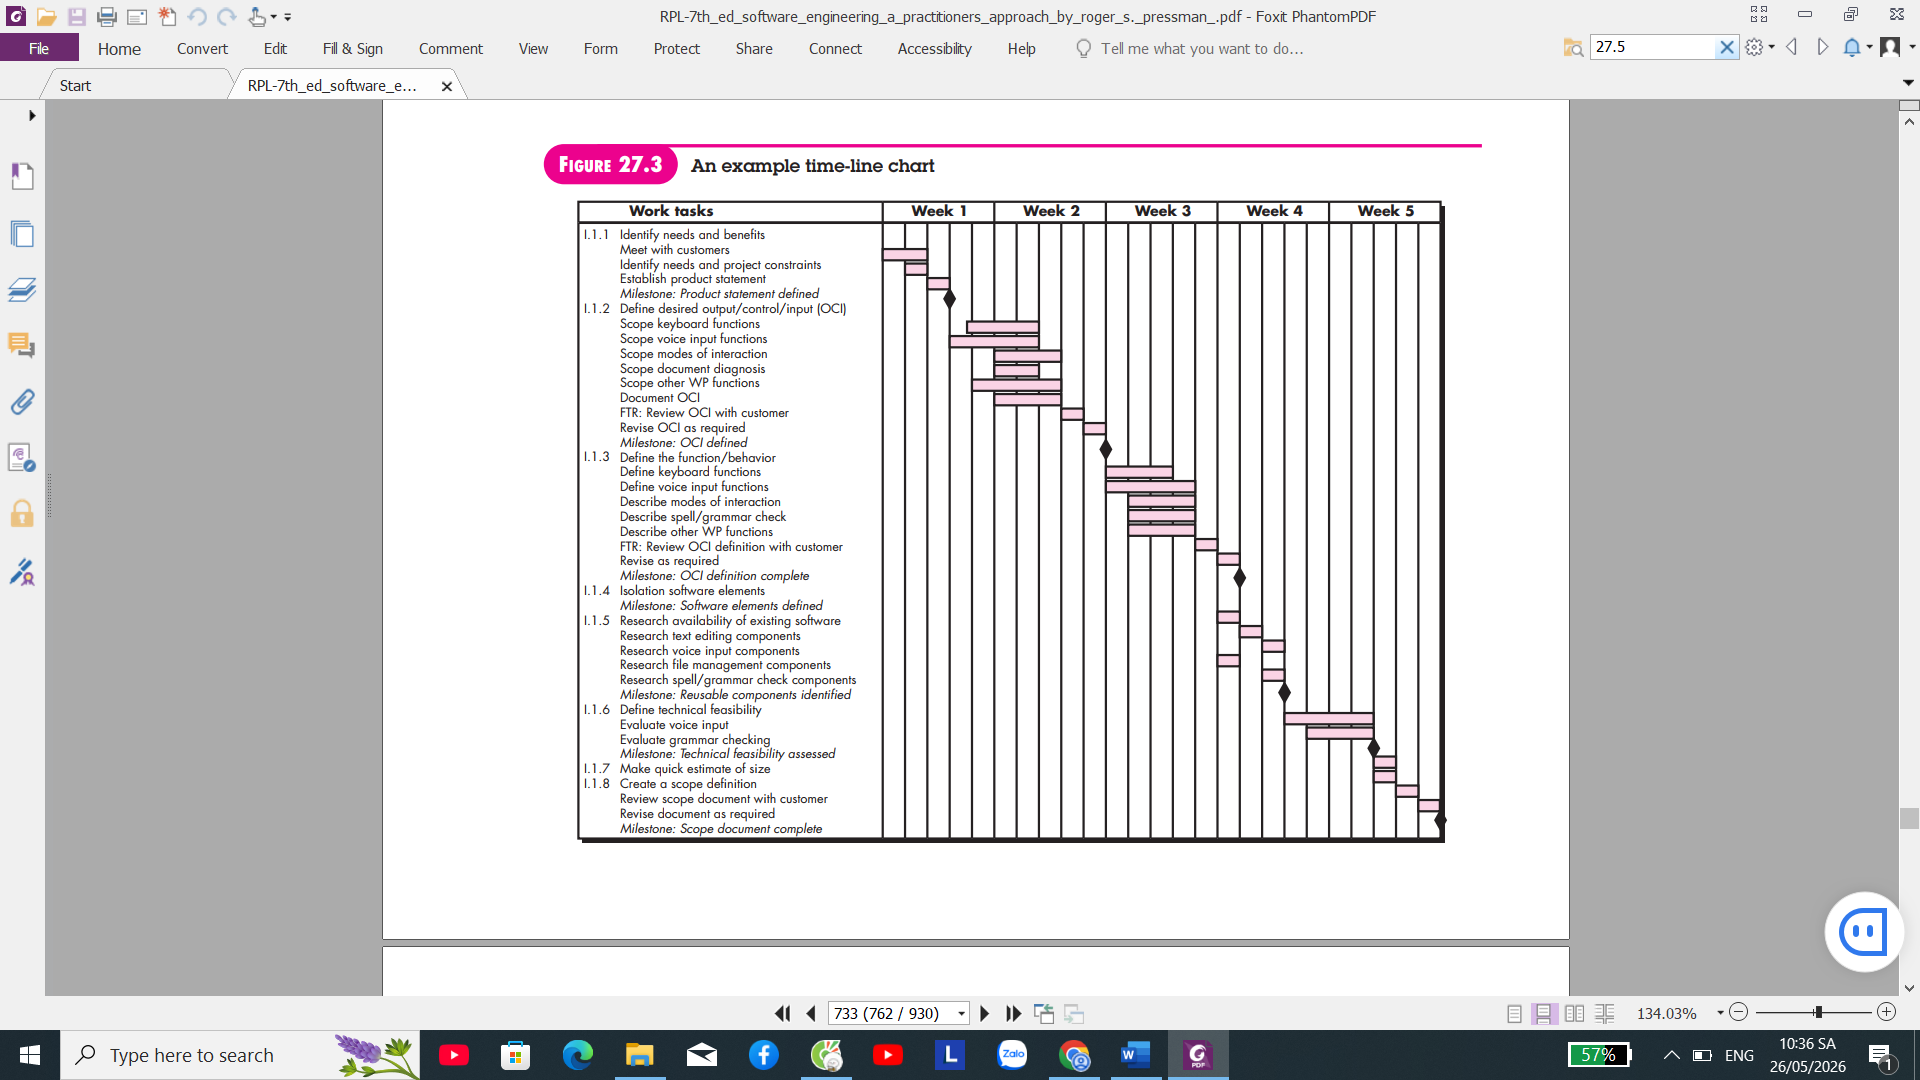 RPL-7th_ed_software_engineering_a_practitioners_approach_by_roger_s._pressman_.pdf - Foxit PhantomPDF
File Home Convert Edit Fill & Sign Comment View Form Protect Share Connect Accessibility Help Tell me what you want to do... 27.5
Start RPL-7th_ed_software_e...
FIGURE 27.3 An example time-line chart
Work tasks Week 1 Week 2 Week 3 Week 4 Week 5
I.1.1 Identify needs and benefits
Meet with customers
Identify needs and project constraints
Establish product statement
Milestone: Product statement defined
I.1.2 Define desired output/control/input (OCI)
Scope keyboard functions
Scope voice input functions
Scope modes of interaction
Scope document diagnosis
Scope other WP functions
Document OCI
FTR: Review OCI with customer
Revise OCI as required
Milestone: OCI defined
I.1.3 Define the function/behavior
Define keyboard functions
Define voice input functions
Describe modes of interaction
Describe spell/grammar check
Describe other WP functions
FTR: Review OCI definition with customer
Revise as required
Milestone: OCI definition complete
I.1.4 Isolation software elements
Milestone: Software elements defined
I.1.5 Research availability of existing software
Research text editing components
Research voice input components
Research file management components
Research spell/grammar check components
Milestone: Reusable components identified
I.1.6 Define technical feasibility
Evaluate voice input
Evaluate grammar checking
Milestone: Technical feasibility assessed
I.1.7 Make quick estimate of size
I.1.8 Create a scope definition
Review scope document with customer
Revise document as required
Milestone: Scope document complete
733 (762 / 930) 134.03%
Type here to search L Zalo W PDF 57% ENG 10:36 SA
26/05/2026 1